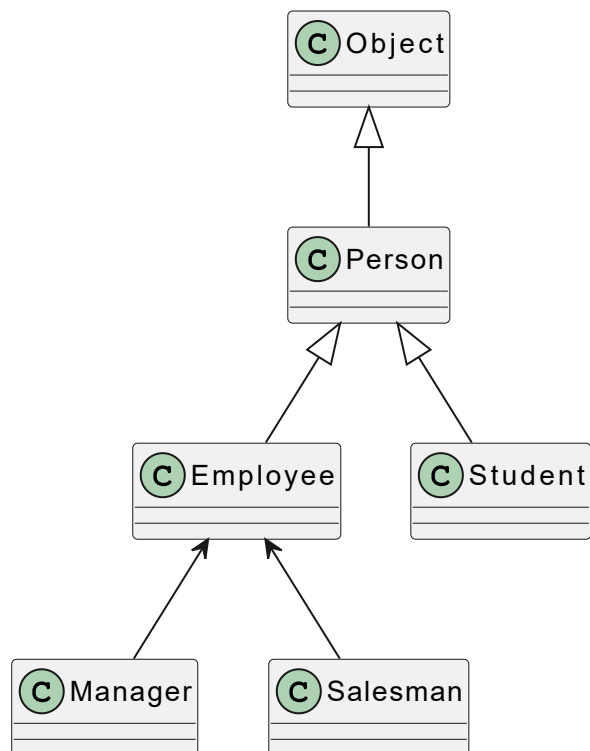 C Object
C Person
C Employee
C Student
C Manager
C Salesman